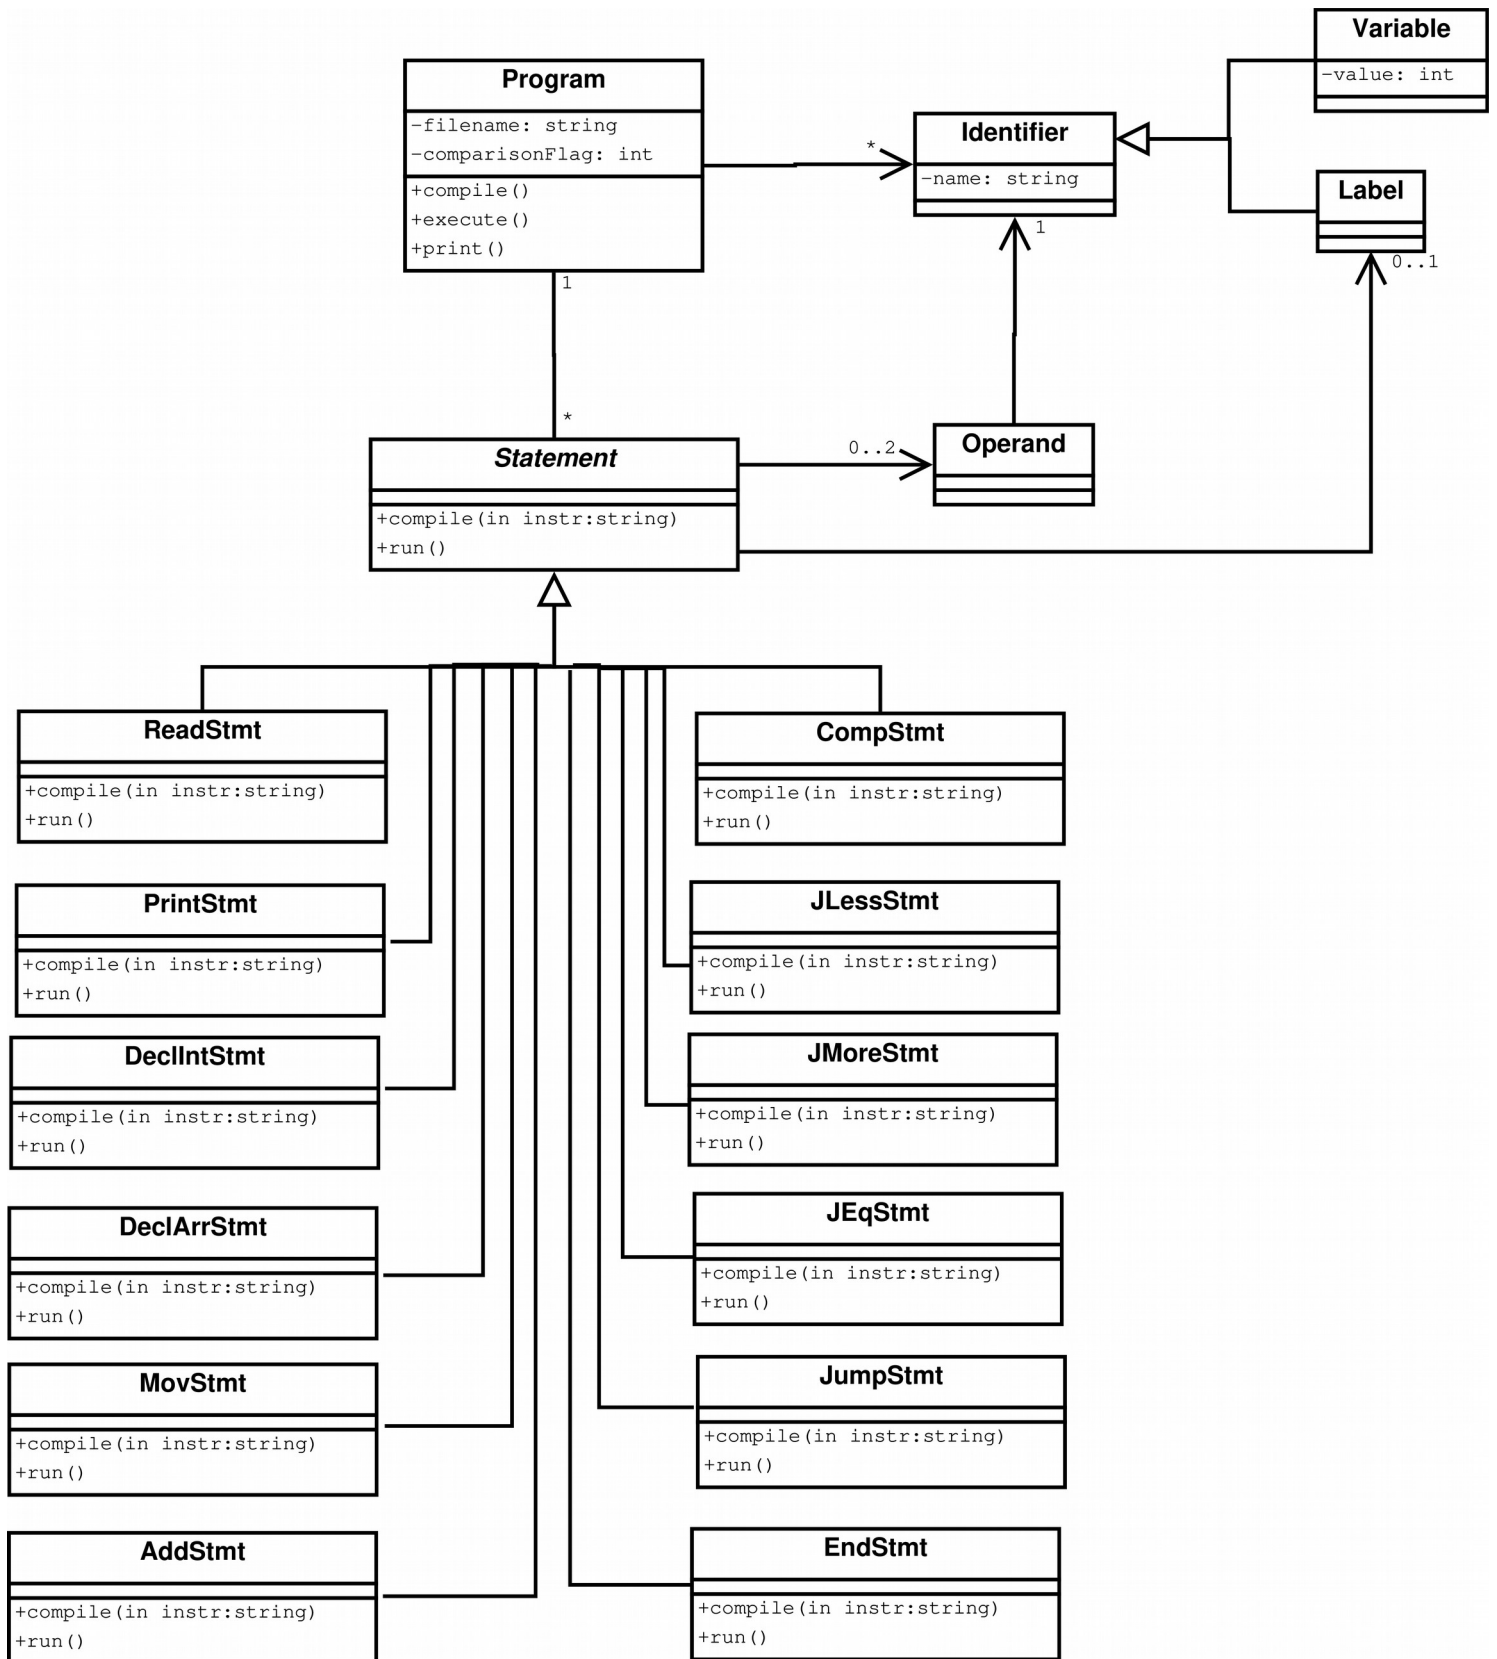 Variable
-value: int
Program
-filename: string
-comparisonFlag: int
+compile()
+execute()
+print()
1
*
Identifier
-name: string
1
Label
0..1
*
Statement
+compile(in instr:string)
+run()
0..2
Operand
ReadStmt
+compile(in instr:string)
+run()
CompStmt
+compile(in instr:string)
+run()
PrintStmt
+compile(in instr:string)
+run()
JLessStmt
+compile(in instr:string)
+run()
DeclIntStmt
+compile(in instr:string)
+run()
JMoreStmt
+compile(in instr:string)
+run()
DeclArrStmt
+compile(in instr:string)
+run()
JEqStmt
+compile(in instr:string)
+run()
MovStmt
+compile(in instr:string)
+run()
JumpStmt
+compile(in instr:string)
+run()
AddStmt
+compile(in instr:string)
+run()
EndStmt
+compile(in instr:string)
+run()